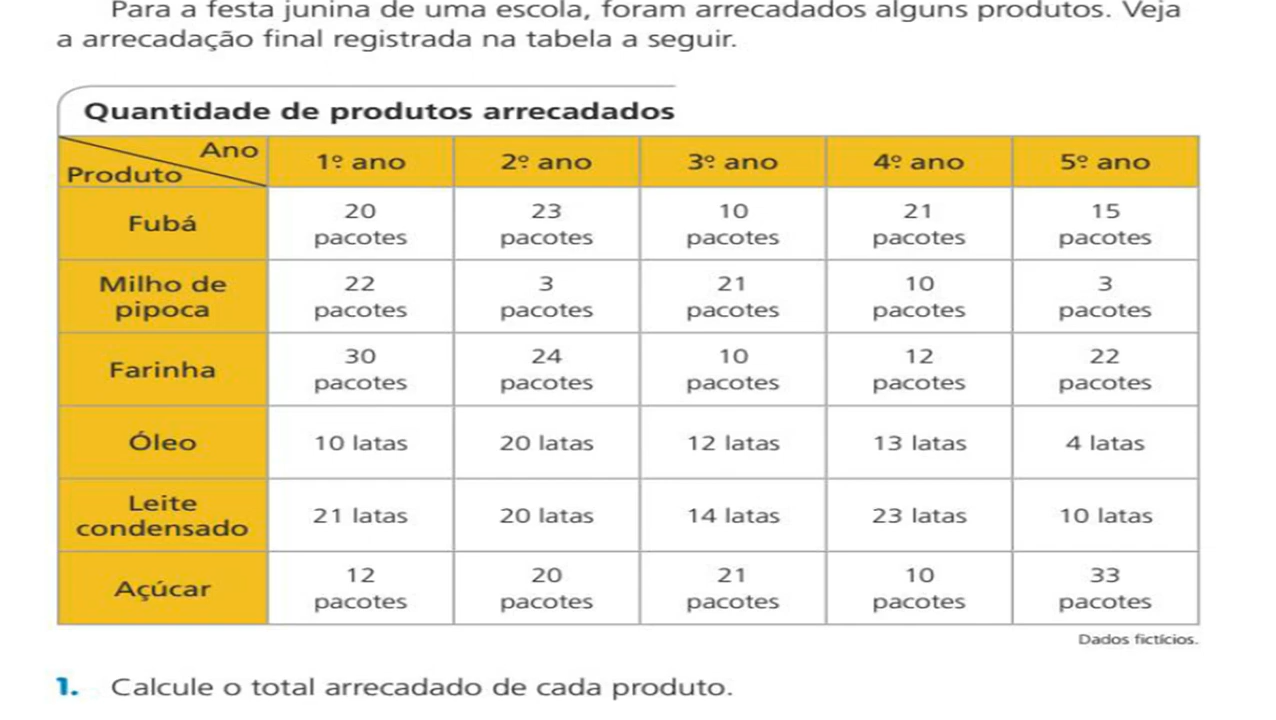 Para a festa junina de uma escola, foram arrecadados alguns produtos. Veja
a arrecadação final registrada na tabela a seguir.
Quantidade de produtos arrecadados
Ano
Produto
1º ano
2º ano
3º ano
4º ano
5º ano
Fubá
20
pacotes
23
pacotes
10
pacotes
21
pacotes
15
pacotes
Milho de
pipoca
22
pacotes
3
pacotes
21
pacotes
10
pacotes
3
pacotes
Farinha
30
pacotes
24
pacotes
10
pacotes
12
pacotes
22
pacotes
Óleo
10 latas
20 latas
12 latas
13 latas
4 latas
Leite
condensado
21 latas
20 latas
14 latas
23 latas
10 latas
Açúcar
12
pacotes
20
pacotes
21
pacotes
10
pacotes
33
pacotes
Dados fictícios.
1. Calcule o total arrecadado de cada produto.